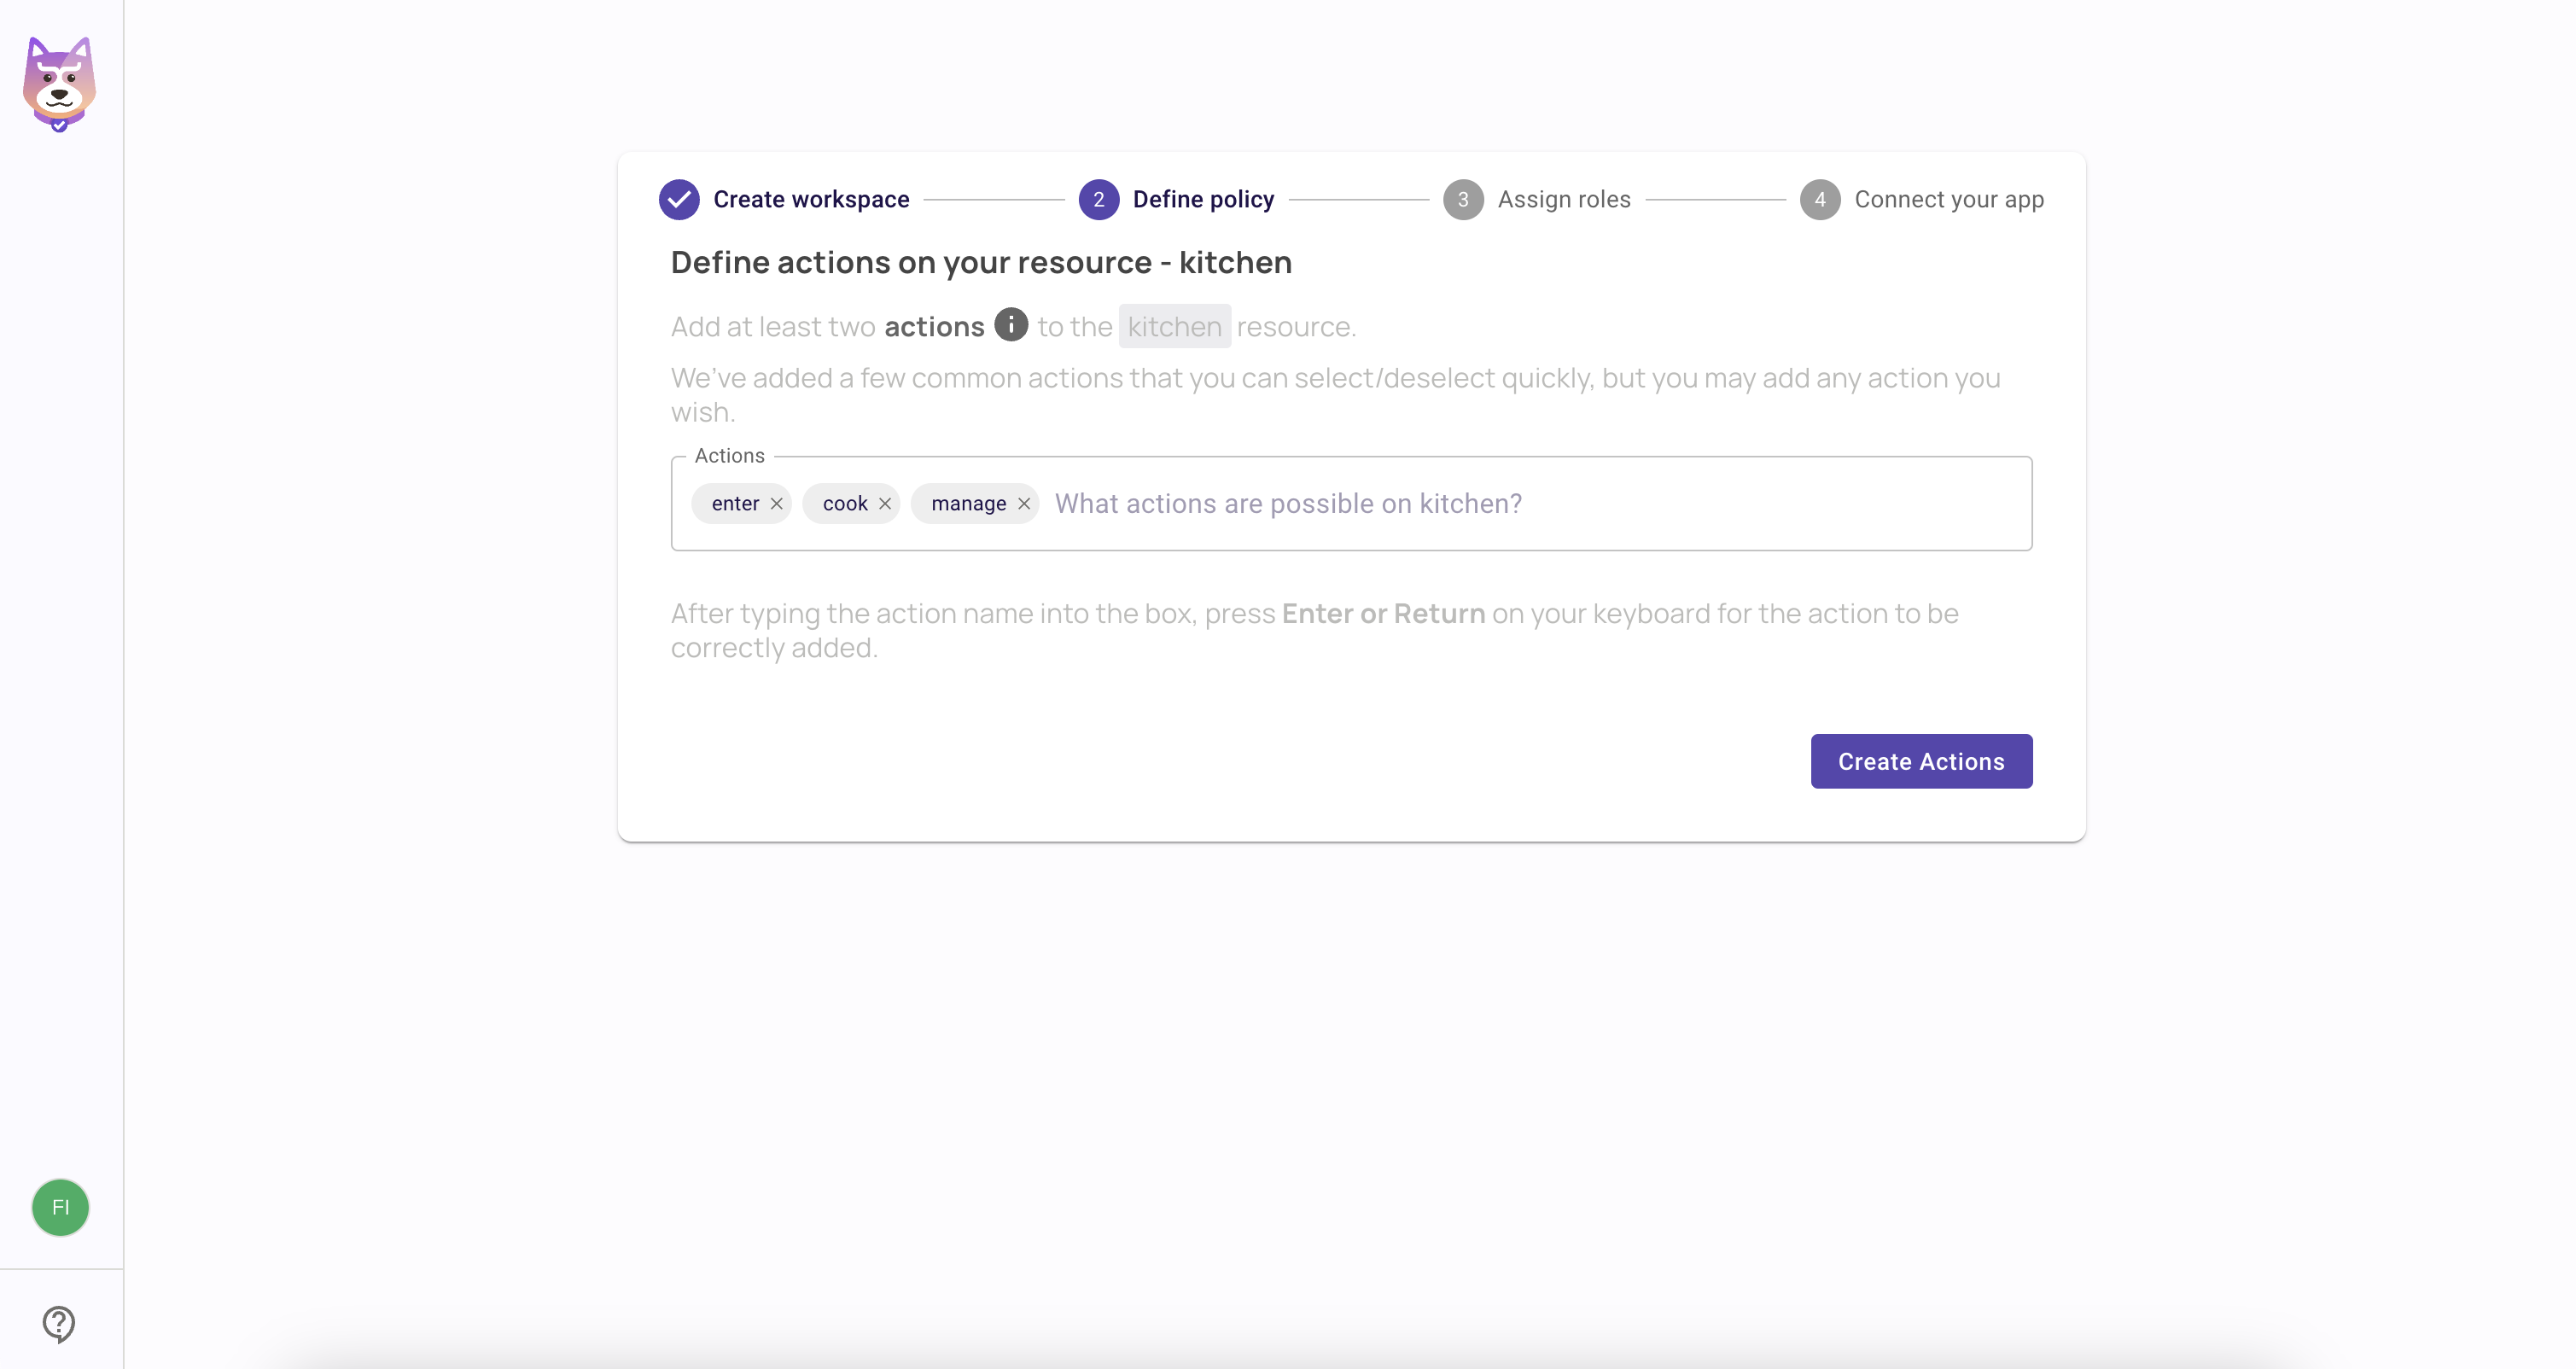 Create workspace
2 Define policy
3 Assign roles
4 Connect your app
Define actions on your resource - kitchen
Add at least two actions i to the kitchen resource.
We've added a few common actions that you can select/deselect quickly, but you may add any action you
wish.
Actions
enter cook manage What actions are possible on kitchen?
After typing the action name into the box, press Enter or Return on your keyboard for the action to be
correctly added.
Create Actions
FI
?